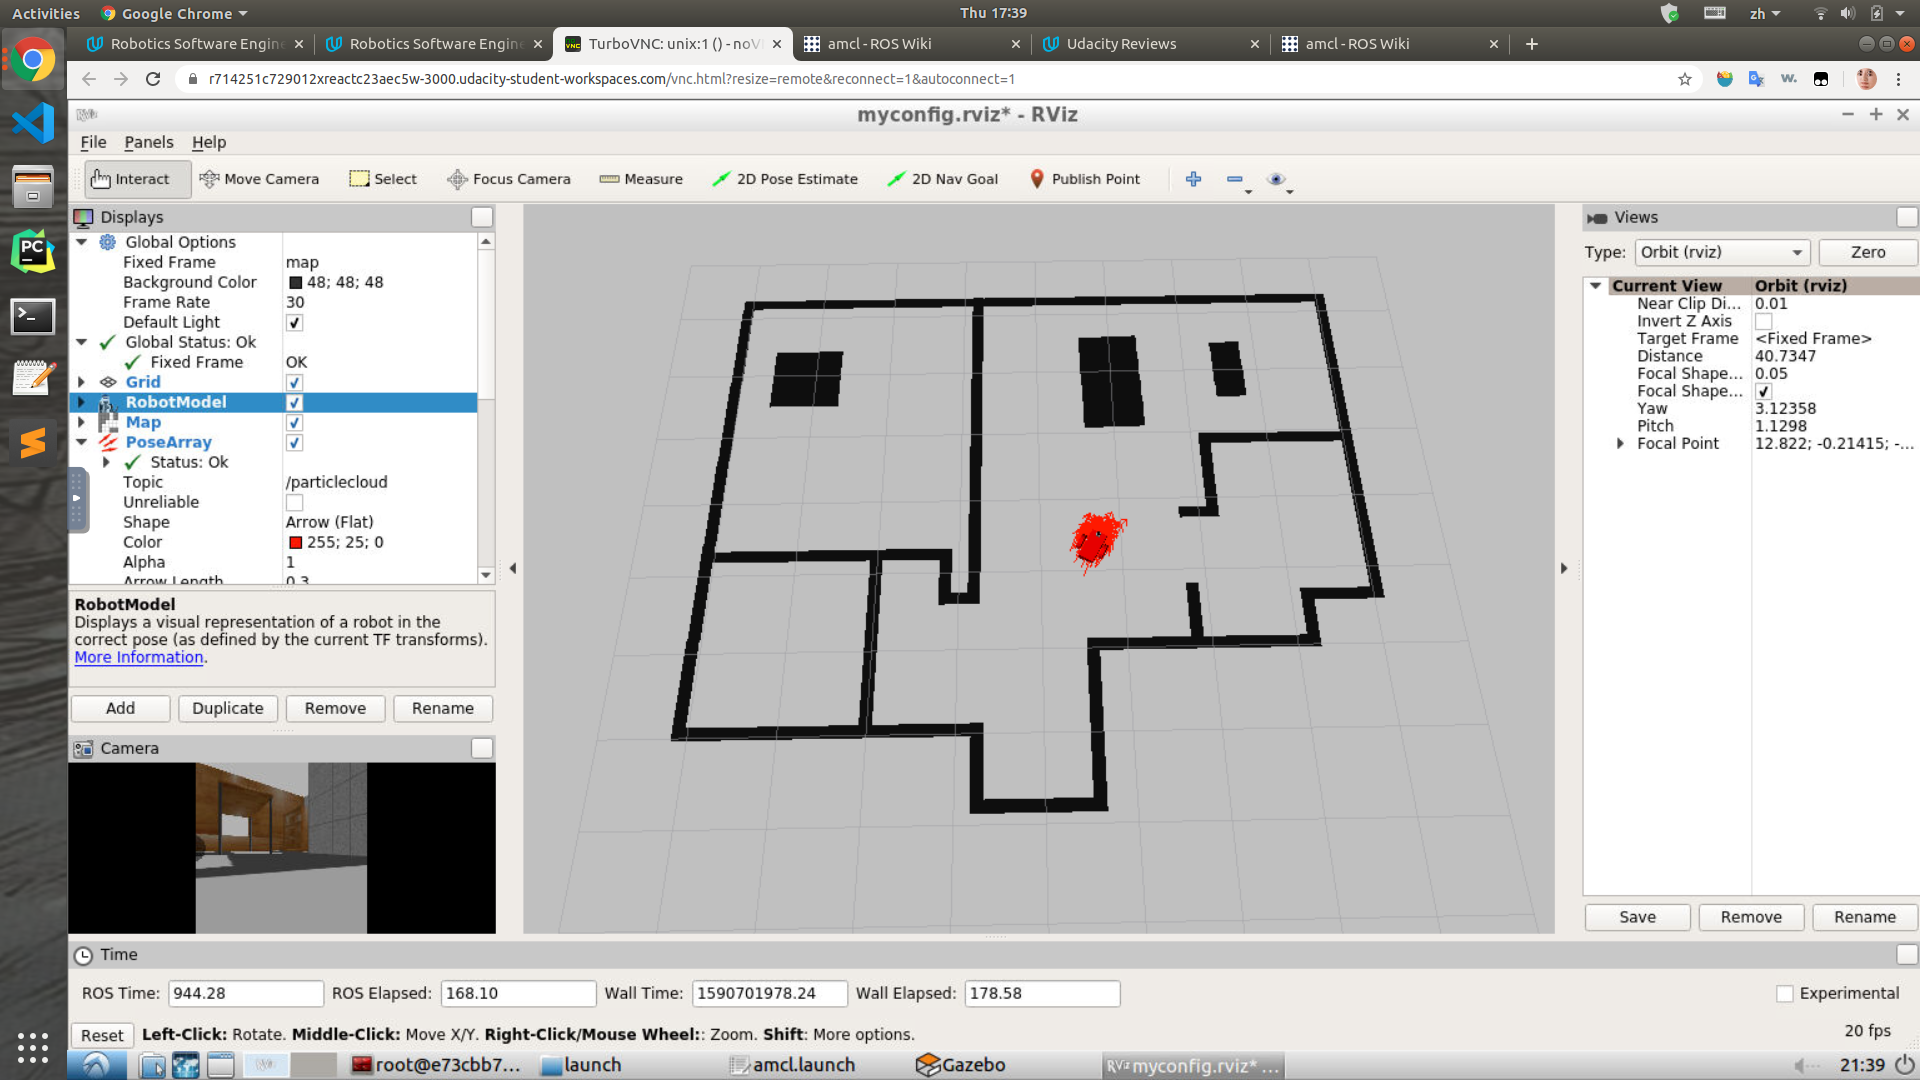 Activities
Google Chrome
Thu 17:39
zh
Robotics Software Engine
Robotics Software Engine
TurboVNC: unix:1 () - noV
amcl - ROS Wiki
Udacity Reviews
amcl - ROS Wiki
r714251c729012xreactc23aec5w-3000.udacity-student-workspaces.com/vnc.html?resize=remote&reconnect=1&autoconnect=1
myconfig.rviz* - RViz
File Panels Help
Interact
Move Camera
Select
Focus Camera
Measure
2D Pose Estimate
2D Nav Goal
Publish Point
Displays
Global Options
Fixed Frame map
Background Color 48; 48; 48
Frame Rate 30
Default Light
Global Status: Ok
Fixed Frame OK
Grid
RobotModel
Map
PoseArray
Status: Ok
Topic /particlecloud
Unreliable
Shape Arrow (Flat)
Color 255; 25; 0
Alpha 1
Arrow Length 0.3
RobotModel
Displays a visual representation of a robot in the
correct pose (as defined by the current TF transforms).
More Information.
Add Duplicate Remove Rename
Camera
Views
Type: Orbit (rviz) Zero
Current View Orbit (rviz)
Near Clip Di... 0.01
Invert Z Axis
Target Frame <Fixed Frame>
Distance 40.7347
Focal Shape... 0.05
Focal Shape...
Yaw 3.12358
Pitch 1.1298
Focal Point 12.822; -0.21415; -...
Save Remove Rename
Time
ROS Time: 944.28 ROS Elapsed: 168.10 Wall Time: 1590701978.24 Wall Elapsed: 178.58 Experimental
Reset Left-Click: Rotate. Middle-Click: Move X/Y. Right-Click/Mouse Wheel:: Zoom. Shift: More options. 20 fps
root@e73cbb7...
launch
amcl.launch
Gazebo
myconfig.rviz* ...
21:39